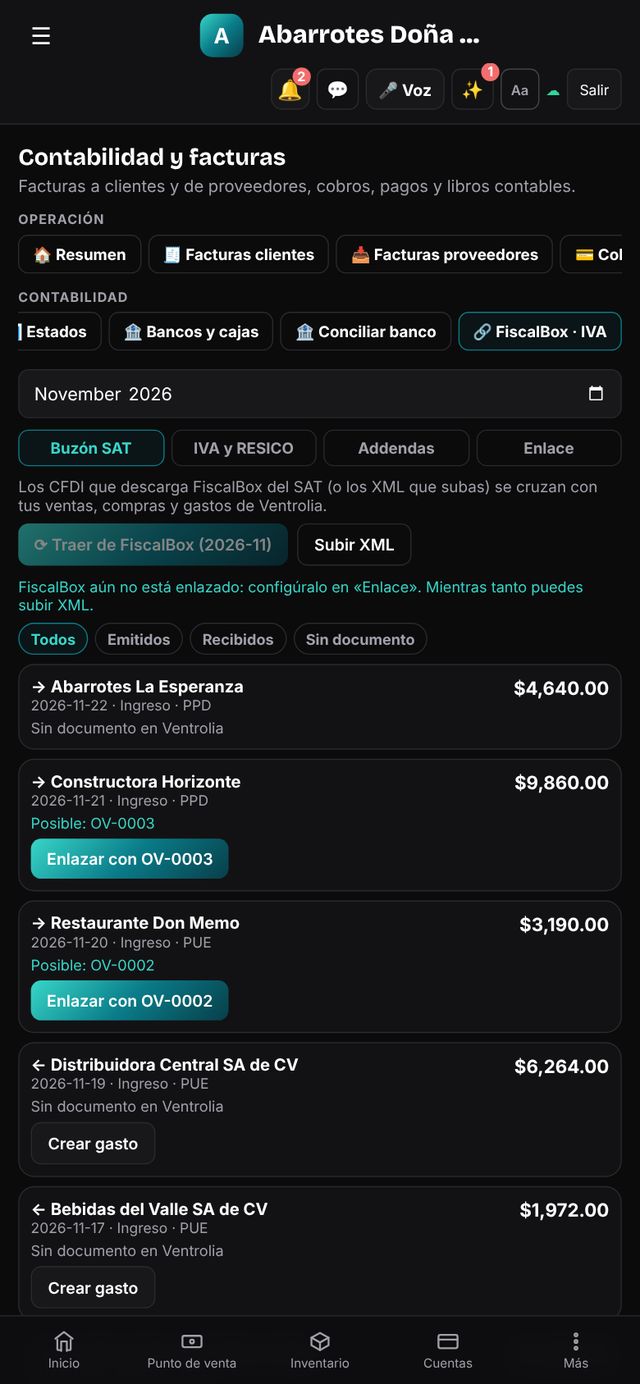 ☰
A
Abarrotes Doña ...
2
Voz
1
Aa
Salir
Contabilidad y facturas
Facturas a clientes y de proveedores, cobros, pagos y libros contables.
OPERACIÓN
Resumen
Facturas clientes
Facturas proveedores
Col
CONTABILIDAD
Estados
Bancos y cajas
Conciliar banco
FiscalBox · IVA
November 2026
Buzón SAT
IVA y RESICO
Addendas
Enlace
Los CFDI que descarga FiscalBox del SAT (o los XML que subas) se cruzan con
tus ventas, compras y gastos de Ventrolia.
⟳ Traer de FiscalBox (2026-11)
Subir XML
FiscalBox aún no está enlazado: configúralo en «Enlace». Mientras tanto puedes
subir XML.
Todos
Emitidos
Recibidos
Sin documento
→ Abarrotes La Esperanza
$4,640.00
2026-11-22 · Ingreso · PPD
Sin documento en Ventrolia
→ Constructora Horizonte
$9,860.00
2026-11-21 · Ingreso · PPD
Posible: OV-0003
Enlazar con OV-0003
→ Restaurante Don Memo
$3,190.00
2026-11-20 · Ingreso · PUE
Posible: OV-0002
Enlazar con OV-0002
← Distribuidora Central SA de CV
$6,264.00
2026-11-19 · Ingreso · PUE
Sin documento en Ventrolia
Crear gasto
← Bebidas del Valle SA de CV
$1,972.00
2026-11-17 · Ingreso · PUE
Sin documento en Ventrolia
Crear gasto
Inicio
Punto de venta
Inventario
Cuentas
Más